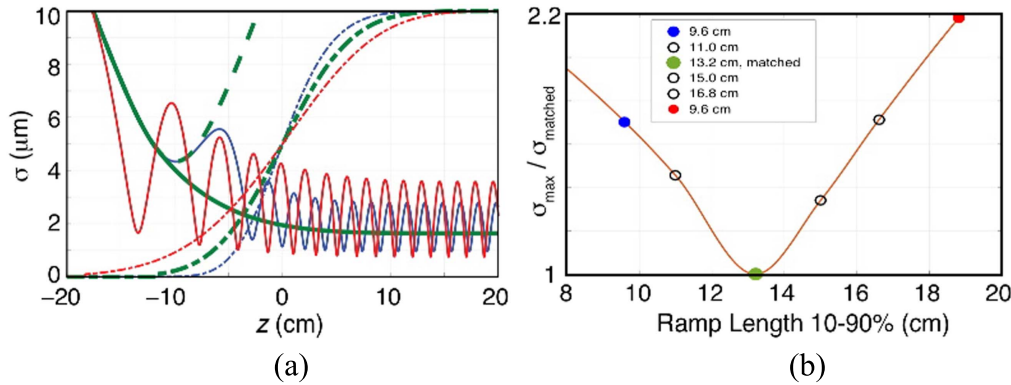 10
8
6
4
2
0
σ (μm)
−20
−10
0
10
20
z (cm)
(a)
2.2
1
σmax / σmatched
9.6 cm
11.0 cm
13.2 cm, matched
15.0 cm
16.8 cm
9.6 cm
8
10
12
14
16
18
20
Ramp Length 10-90% (cm)
(b)